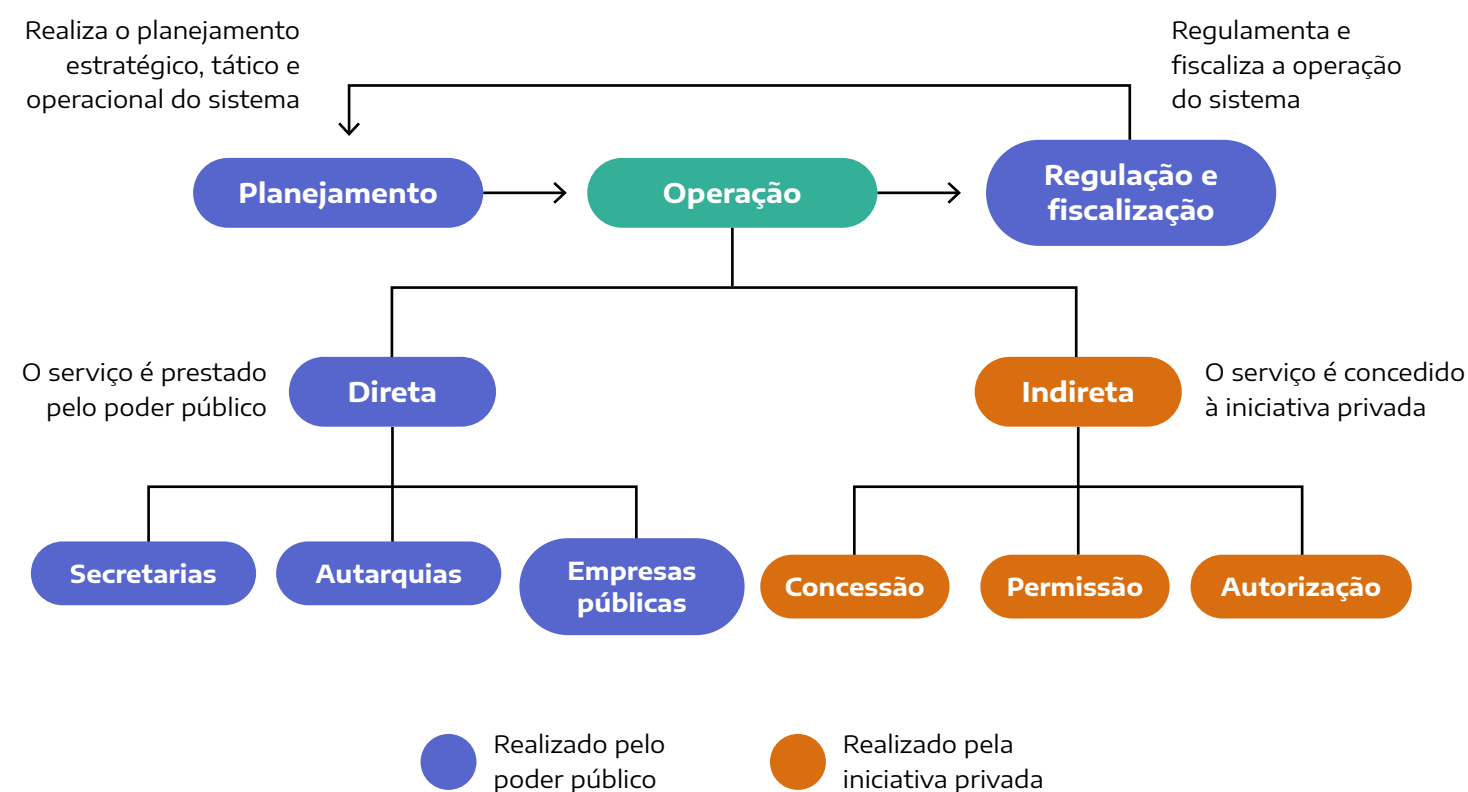 Realiza o planejamento
estratégico, tático e
operacional do sistema
Regulamenta e
fiscaliza a operação
do sistema
Planejamento
Operação
Regulação e
fiscalização
O serviço é prestado
pelo poder público
Direta
Indireta
O serviço é concedido
à iniciativa privada
Secretarias
Autarquias
Empresas
públicas
Concessão
Permissão
Autorização
Realizado pelo
poder público
Realizado pela
iniciativa privada